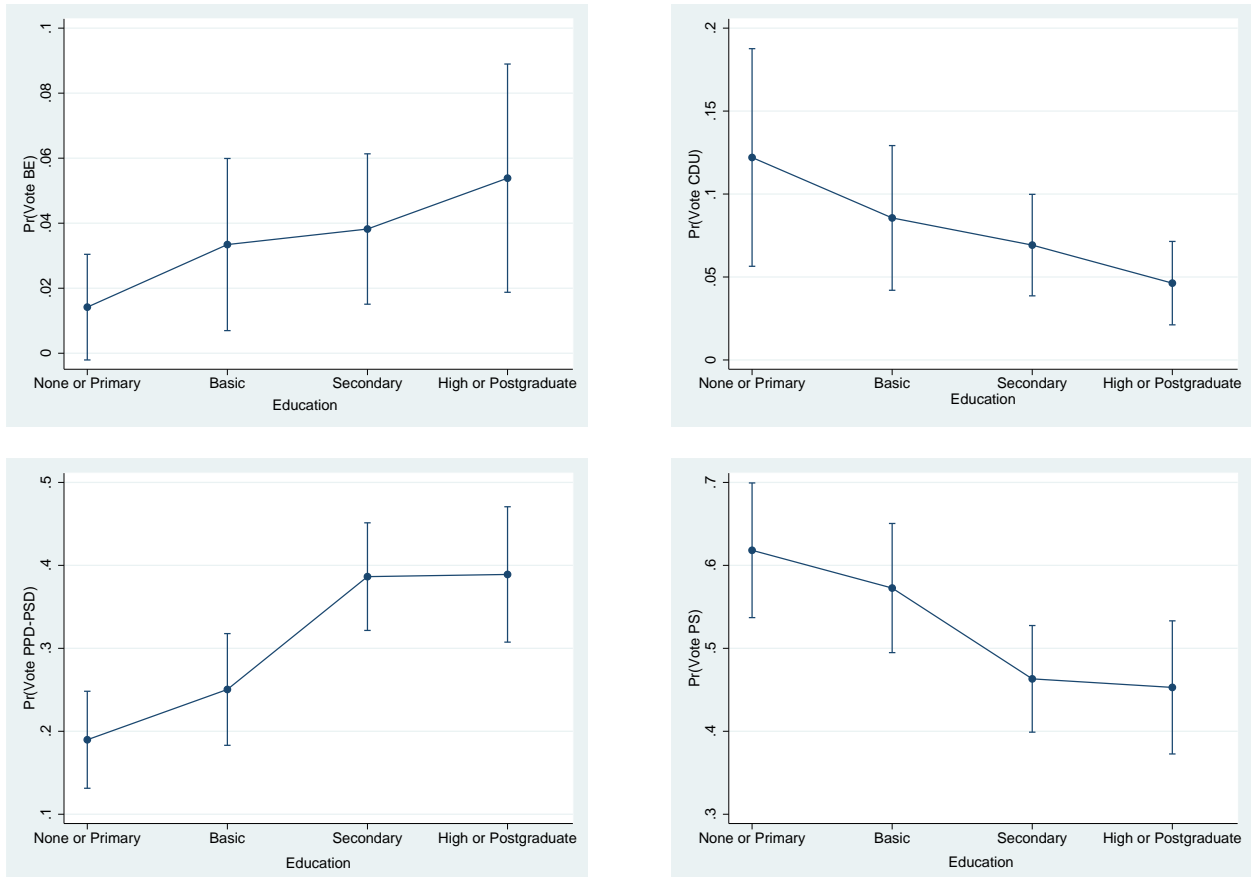 Pr(Vote BE)
.1
.08
.06
.04
.02
0
None or Primary Basic Secondary High or Postgraduate
Education
Pr(Vote CDU)
.2
.15
.1
.05
0
None or Primary Basic Secondary High or Postgraduate
Education
Pr(Vote PPD-PSD)
.5
.4
.3
.2
.1
None or Primary Basic Secondary High or Postgraduate
Education
Pr(Vote PS)
.7
.6
.5
.4
.3
None or Primary Basic Secondary High or Postgraduate
Education